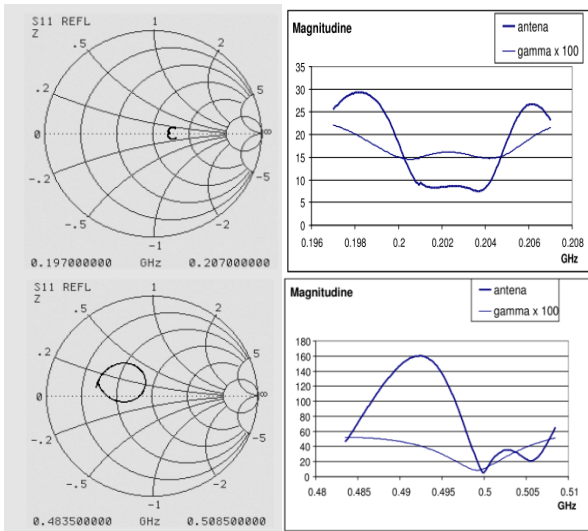 S11 REFL
Z
1
.5
2
.2
5
0
∞
-.2
-5
-.5
-2
-1
0.197000000 GHz 0.207000000
Magnitudine
antena
gamma x 100
35
30
25
20
15
10
5
0
0.196 0.198 0.2 0.202 0.204 0.206 0.208
GHz
S11 REFL
Z
1
.5
2
.2
5
0
∞
-.2
-5
-.5
-2
-1
0.483500000 GHz 0.508500000
Magnitudine
antena
gamma x 100
180
160
140
120
100
80
60
40
20
0
0.48 0.485 0.49 0.495 0.5 0.505 0.51
GHz